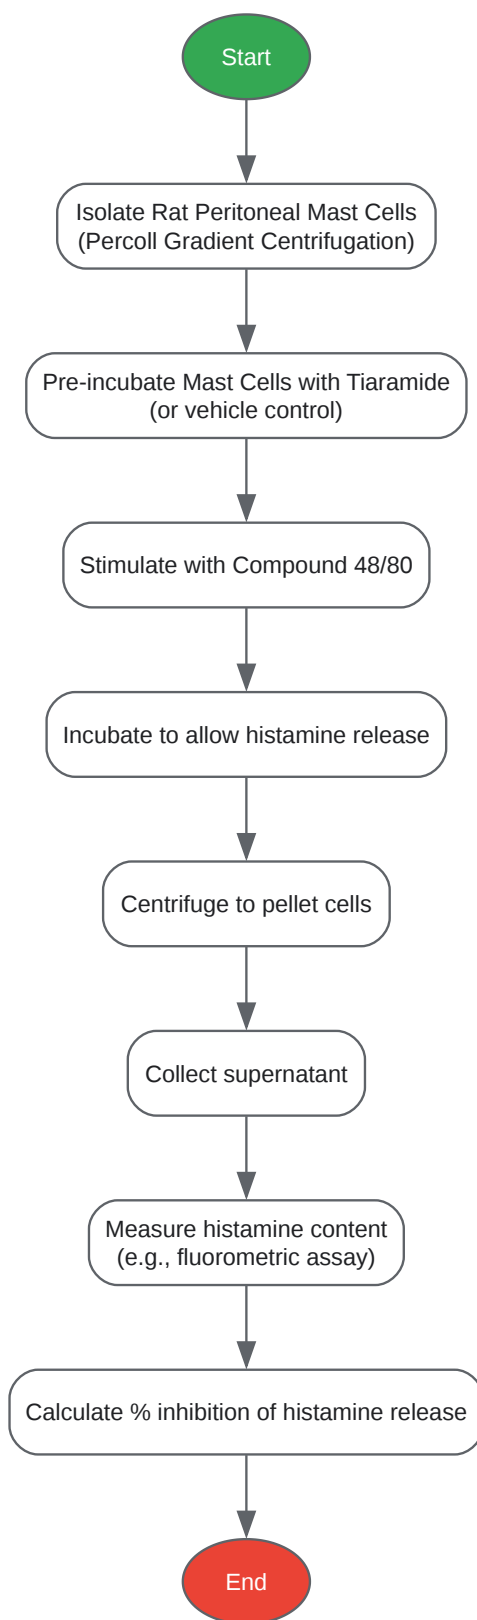 Start
Isolate Rat Peritoneal Mast Cells
(Percoll Gradient Centrifugation)
Pre-incubate Mast Cells with Tiaramide
(or vehicle control)
Stimulate with Compound 48/80
Incubate to allow histamine release
Centrifuge to pellet cells
Collect supernatant
Measure histamine content
(e.g., fluorometric assay)
Calculate % inhibition of histamine release
End